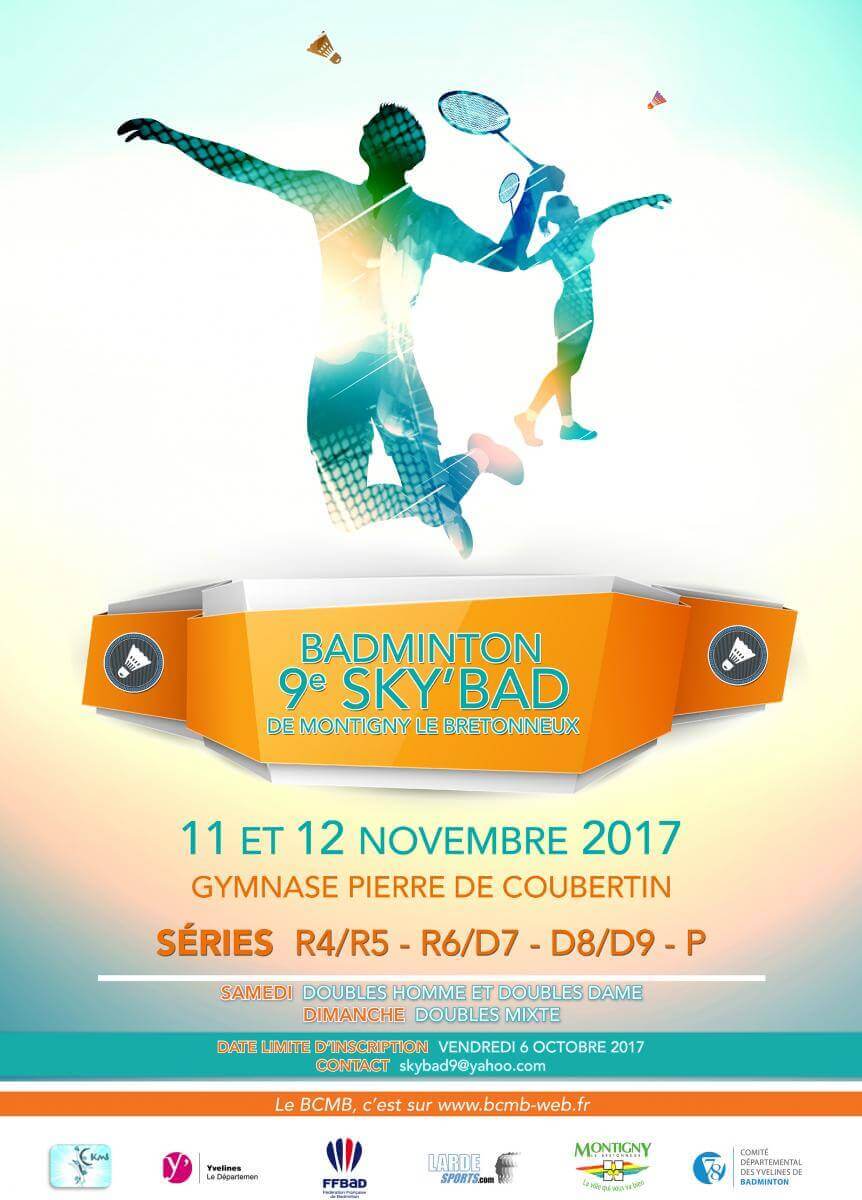 BADMINTON
9e SKY'BAD
DE MONTIGNY LE BRETONNEUX
11 ET 12 NOVEMBRE 2017
GYMNASE PIERRE DE COUBERTIN
SÉRIES R4/R5 - R6/D7 - D8/D9 - P
SAMEDI DOUBLES HOMME ET DOUBLES DAME
DIMANCHE DOUBLES MIXTE
DATE LIMITE D'INSCRIPTION VENDREDI 6 OCTOBRE 2017
CONTACT skybad9@yahoo.com
Le BCMB, c'est sur www.bcmb-web.fr
y'
Yvelines
Le Départemen
FFBaD
Fédération Française
de Badminton
LARDE
SPORTS.com
MONTIGNY
LE BRETONNEUX
La ville qui vous va bien
78
COMITÉ
DÉPARTEMENTAL
DES YVELINES DE
BADMINTON